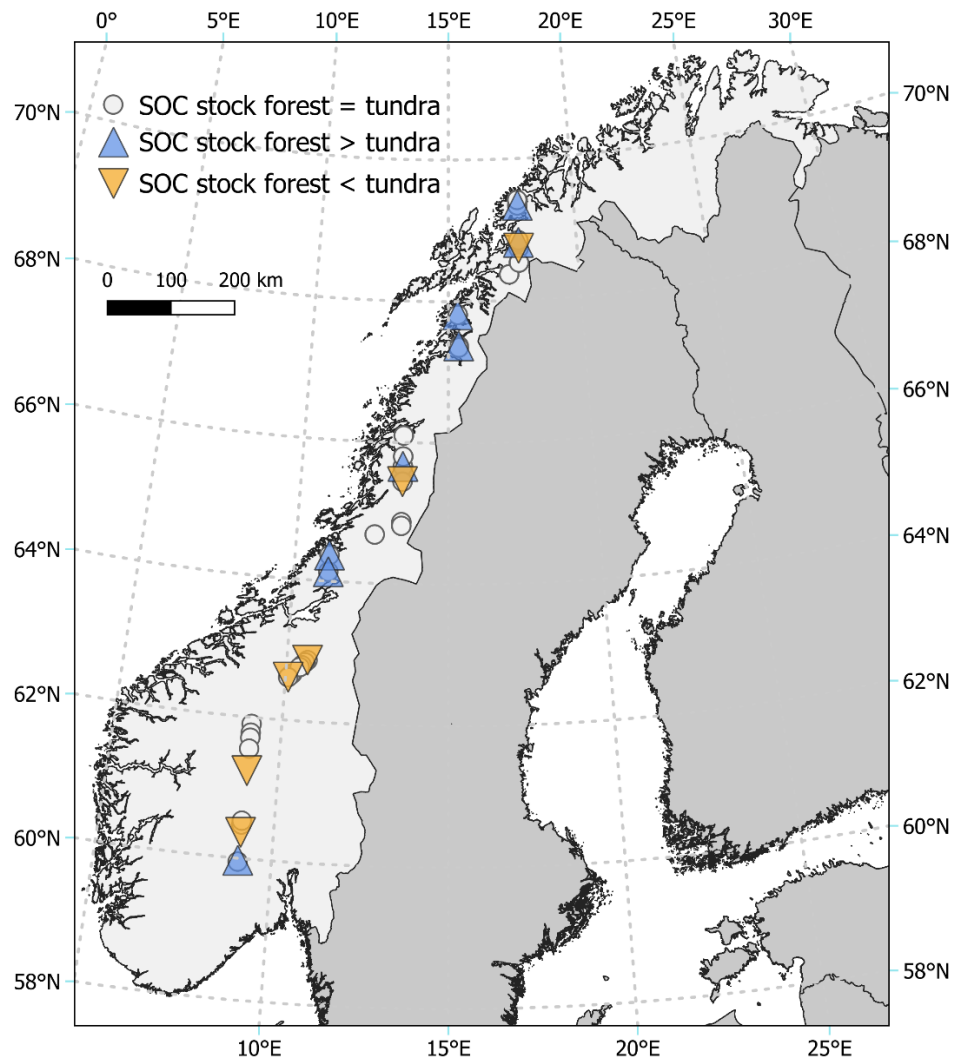 0° 5°E 10°E 15°E 20°E 25°E 30°E
70°N 70°N
SOC stock forest = tundra
SOC stock forest > tundra
SOC stock forest < tundra
68°N 68°N
0 100 200 km
66°N 66°N
64°N 64°N
62°N 62°N
60°N 60°N
58°N 58°N
10°E 15°E 20°E 25°E